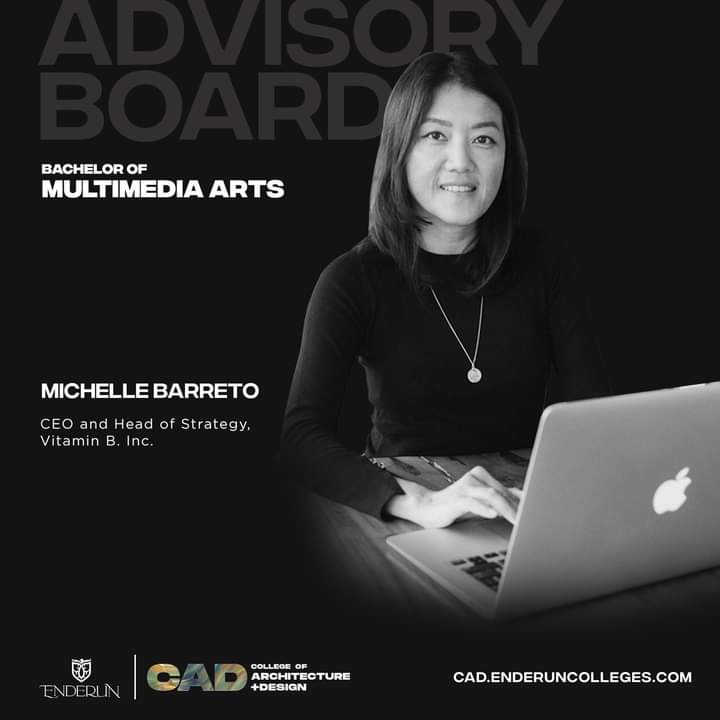 ADVISORY
BOARD
BACHELOR OF
MULTIMEDIA ARTS
MICHELLE BARRETO
CEO and Head of Strategy,
Vitamin B. Inc.
ENDERUN
CAD
COLLEGE OF
ARCHITECTURE
+DESIGN
CAD.ENDERUNCOLLEGES.COM